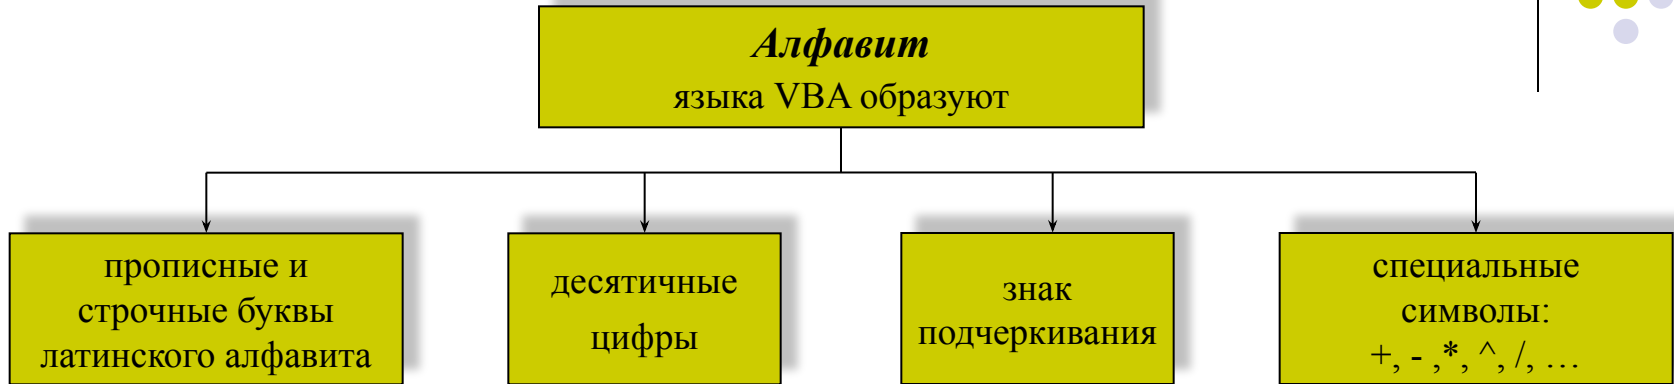 Алфавит
языка VBA образуют
прописные и
строчные буквы
латинского алфавита
десятичные
цифры
знак
подчеркивания
специальные
символы:
+, - ,*, ^, /, …